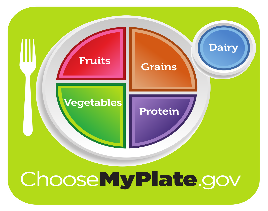 Dairy
Fruits
Grains
Vegetables
Protein
ChooseMyPlate.gov